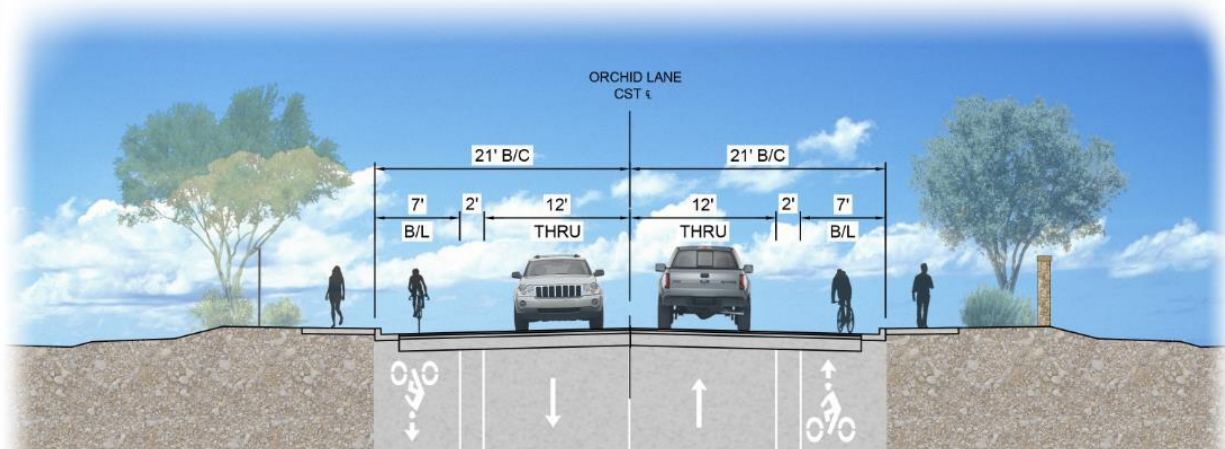 ORCHID LANE
CST ℄
21' B/C 21' B/C
7' 2' 12' 12' 2' 7'
B/L THRU THRU B/L